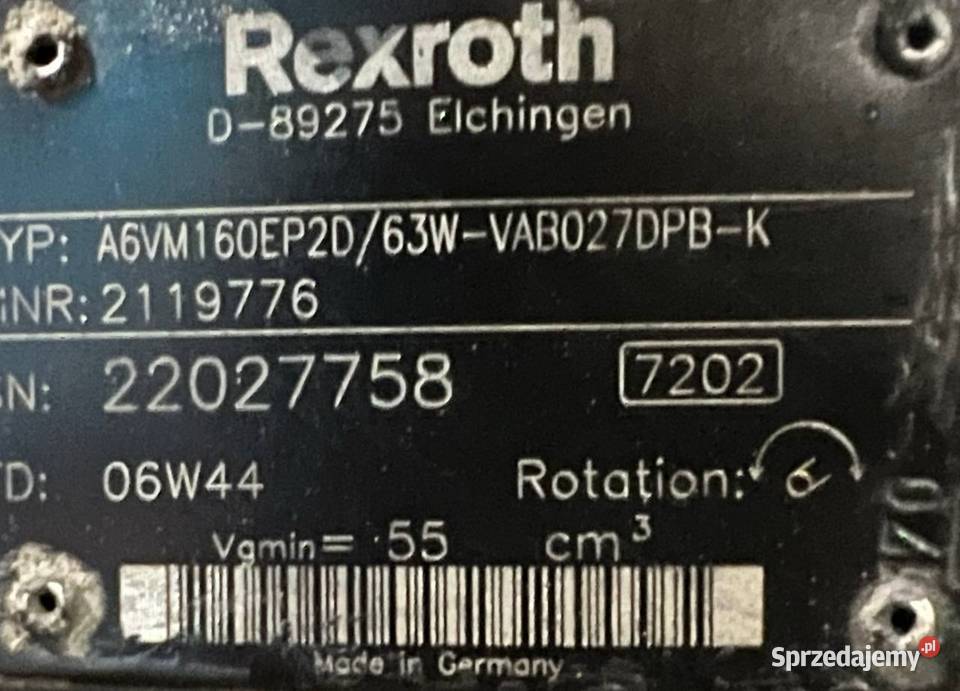 Rexroth
D-89275 Elchingen
YP: A6VM160EP2D/63W-VAB027DPB-K
NR: 2119776
N: 22027758 7202
D: 06W44 Rotation:
Vgmin= 55 cm³
Made in Germany
Sprzedajemy.pl